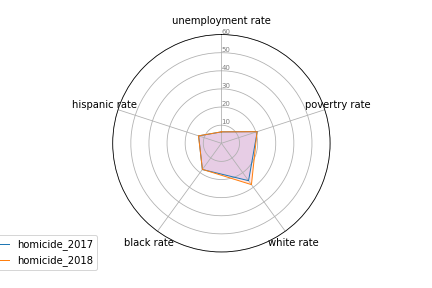 unemployment rate
60
50
40
30
20
10
hispanic rate
povertry rate
black rate
white rate
homicide_2017
homicide_2018